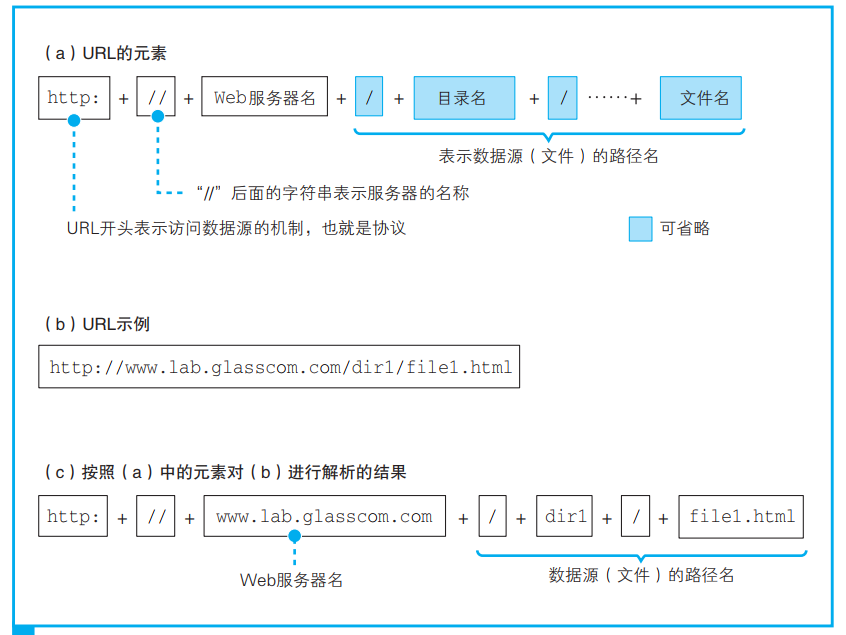 （a）URL的元素
http: + // + Web服务器名 + / + 目录名 + / ……+ 文件名
表示数据源（文件）的路径名
“//”后面的字符串表示服务器的名称
URL开头表示访问数据源的机制，也就是协议
可省略
（b）URL示例
http://www.lab.glasscom.com/dir1/file1.html
（c）按照（a）中的元素对（b）进行解析的结果
http: + // + www.lab.glasscom.com + / + dir1 + / + file1.html
Web服务器名
数据源（文件）的路径名